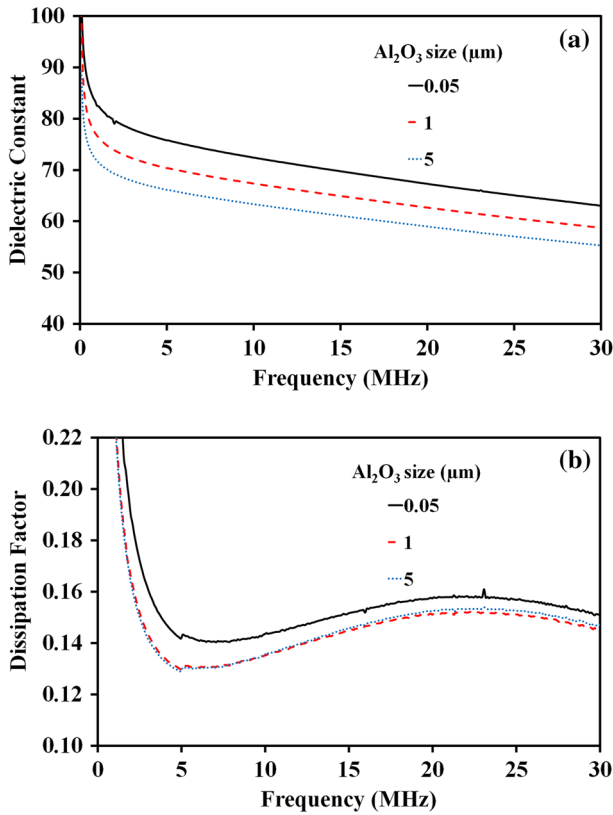 (a)
Al₂O₃ size (µm)
0.05
1
5
100
90
80
70
60
50
40
Dielectric Constant
0 5 10 15 20 25 30
Frequency (MHz)
(b)
Al₂O₃ size (µm)
0.05
1
5
0.22
0.20
0.18
0.16
0.14
0.12
0.10
Dissipation Factor
0 5 10 15 20 25 30
Frequency (MHz)